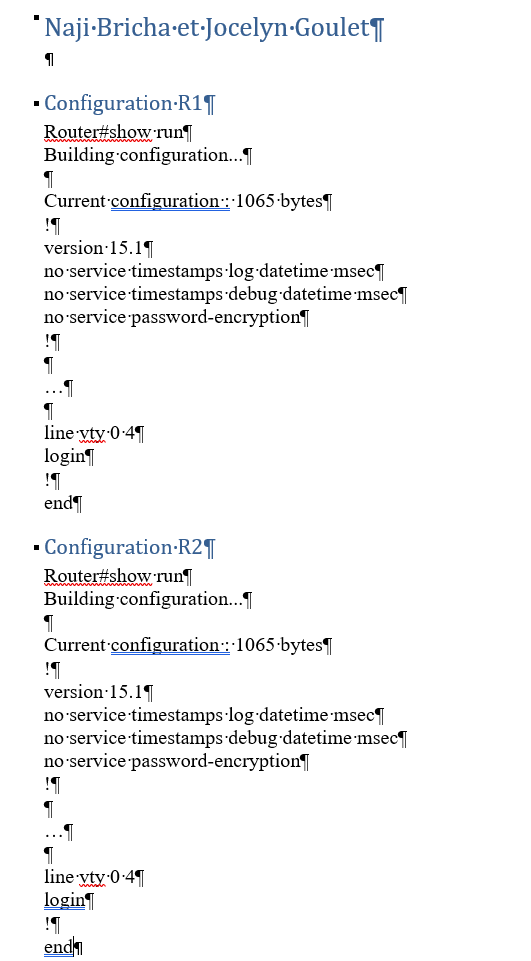 Naji Bricha et Jocelyn Goulet¶
¶
Configuration R1¶
Router#show run¶
Building configuration...¶
¶
Current configuration : 1065 bytes¶
!¶
version 15.1¶
no service timestamps log datetime msec¶
no service timestamps debug datetime msec¶
no service password-encryption¶
!¶
¶
…¶
¶
line vty 0 4¶
login¶
!¶
end¶
Configuration R2¶
Router#show run¶
Building configuration...¶
¶
Current configuration : 1065 bytes¶
!¶
version 15.1¶
no service timestamps log datetime msec¶
no service timestamps debug datetime msec¶
no service password-encryption¶
!¶
¶
…¶
¶
line vty 0 4¶
login¶
!¶
end¶